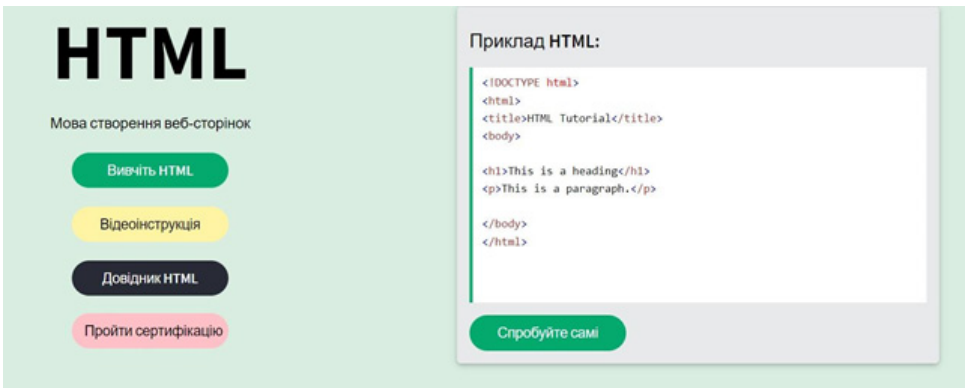 HTML
Мова створення веб-сторінок
Вивчіть HTML
Відеоінструкція
Довідник HTML
Пройти сертифікацію
Приклад HTML:
<!DOCTYPE html>
<html>
<title>HTML Tutorial</title>
<body>
<h1>This is a heading</h1>
<p>This is a paragraph.</p>
</body>
</html>
Спробуйте самі